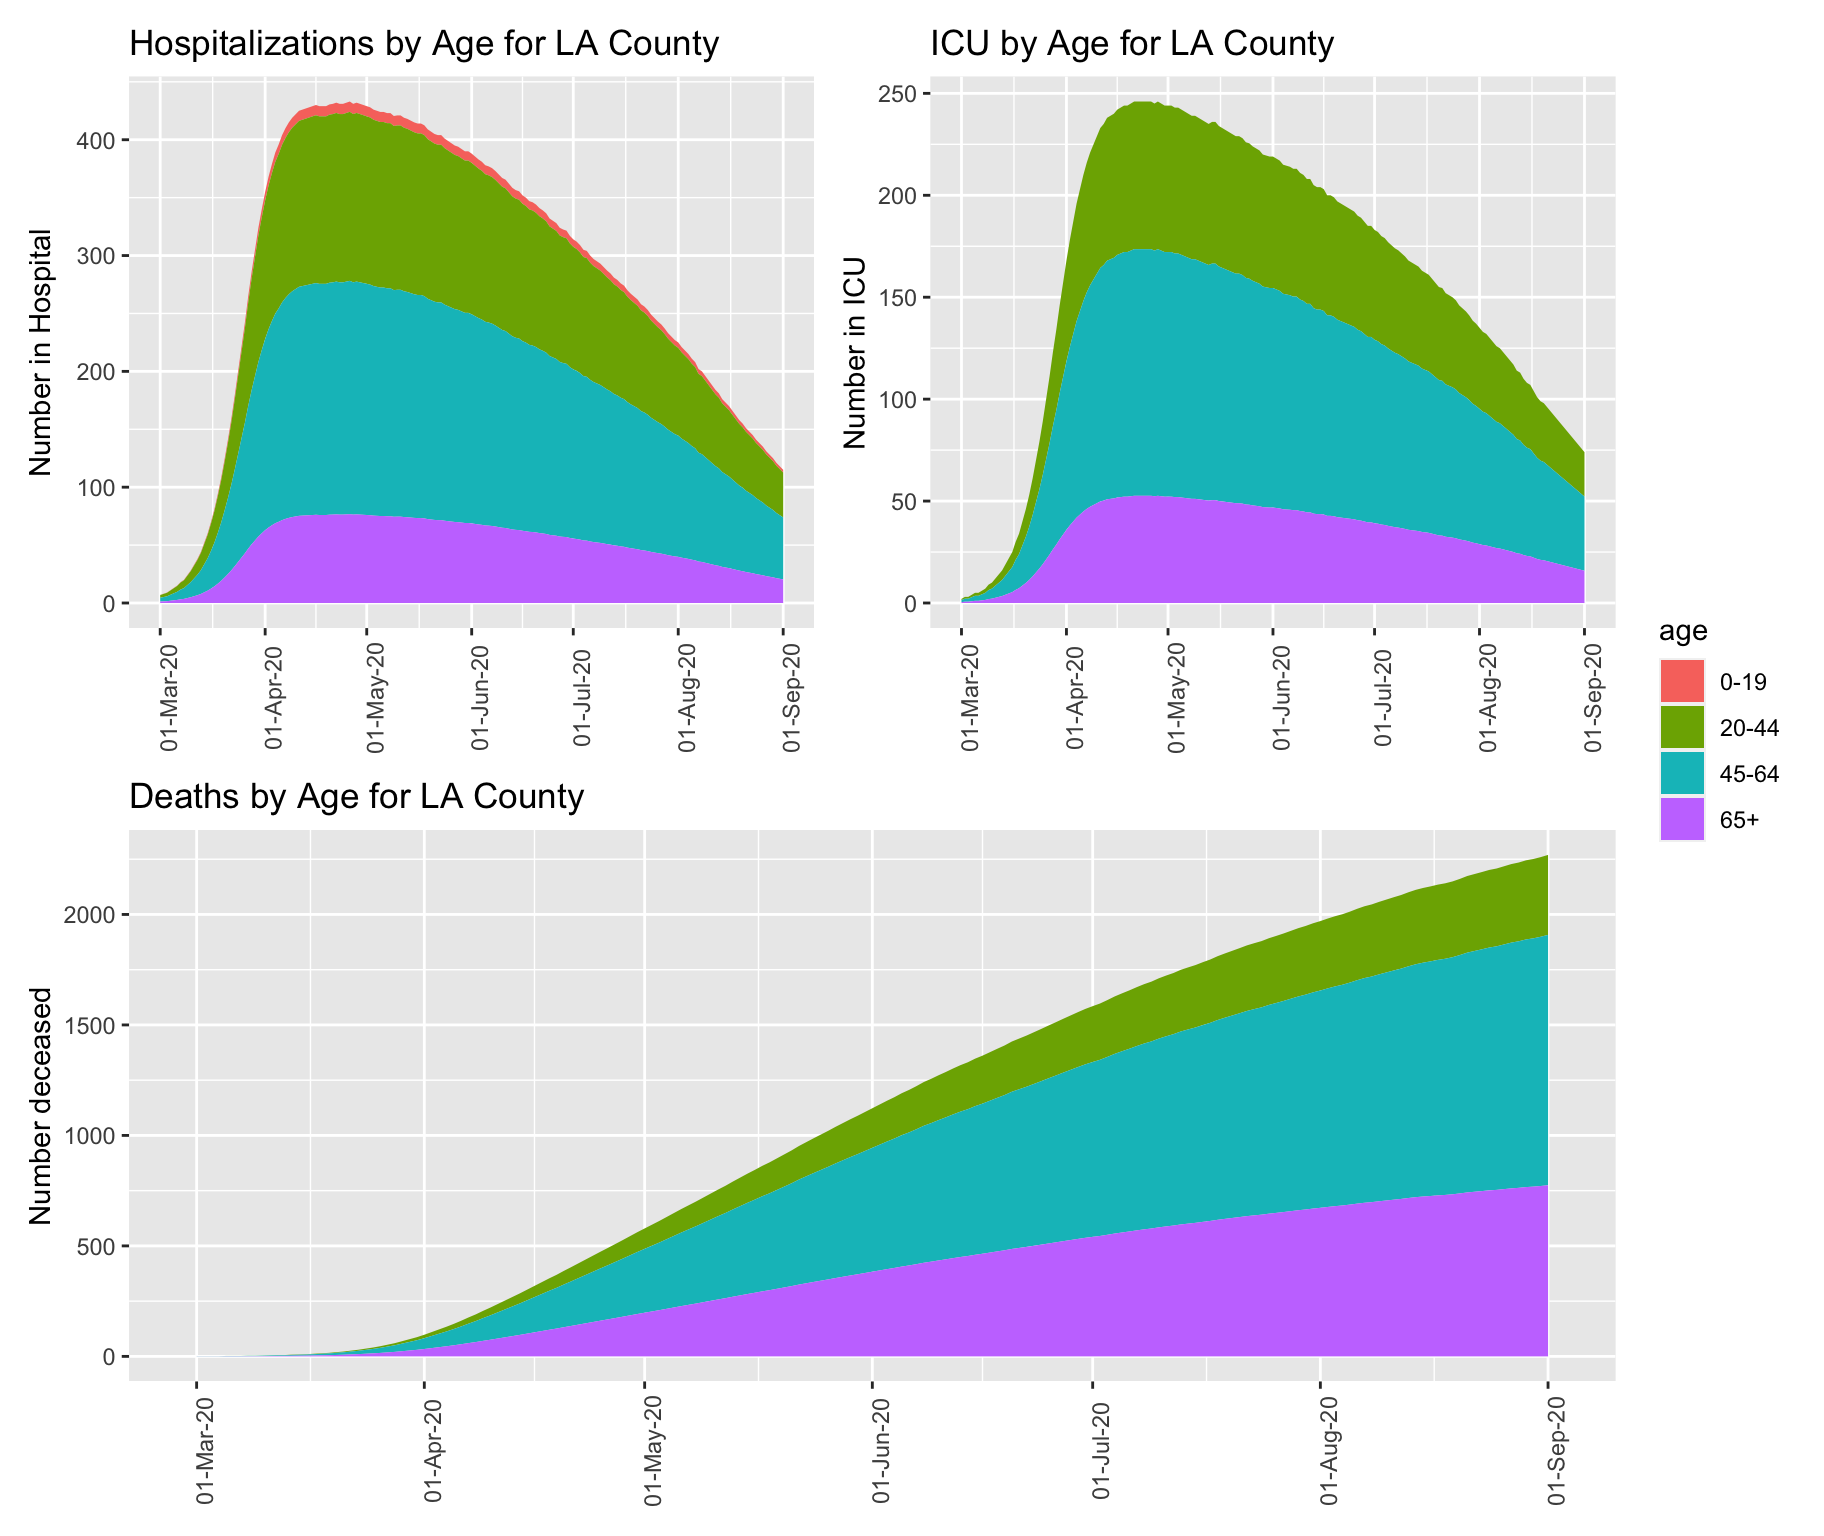 Hospitalizations by Age for LA County
Number in Hospital
400
300
200
100
0
01-Mar-20
01-Apr-20
01-May-20
01-Jun-20
01-Jul-20
01-Aug-20
01-Sep-20
ICU by Age for LA County
Number in ICU
250
200
150
100
50
0
01-Mar-20
01-Apr-20
01-May-20
01-Jun-20
01-Jul-20
01-Aug-20
01-Sep-20
age
0-19
20-44
45-64
65+
Deaths by Age for LA County
Number deceased
2000
1500
1000
500
0
01-Mar-20
01-Apr-20
01-May-20
01-Jun-20
01-Jul-20
01-Aug-20
01-Sep-20